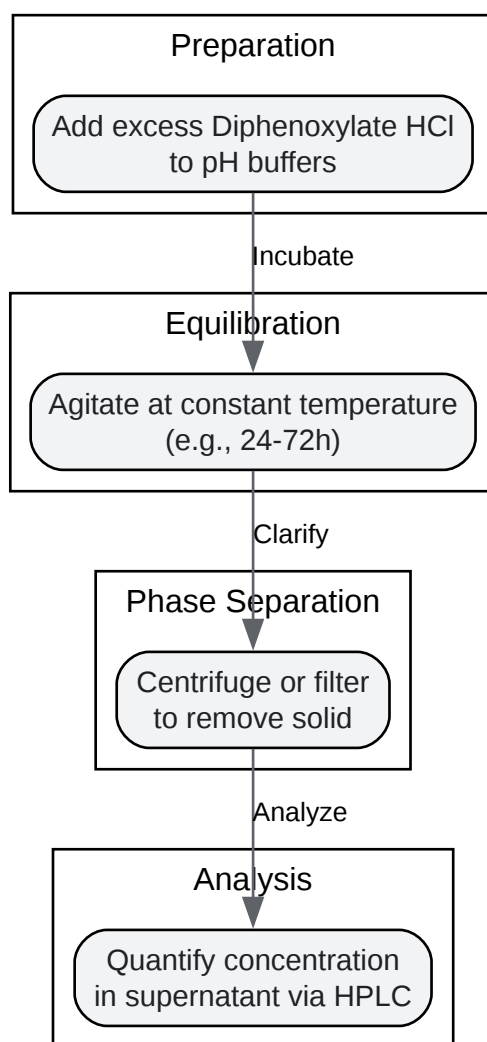 Preparation
Add excess Diphenoxylate HCl
to pH buffers
Incubate
Equilibration
Agitate at constant temperature
(e.g., 24-72h)
Clarify
Phase Separation
Centrifuge or filter
to remove solid
Analyze
Analysis
Quantify concentration
in supernatant via HPLC